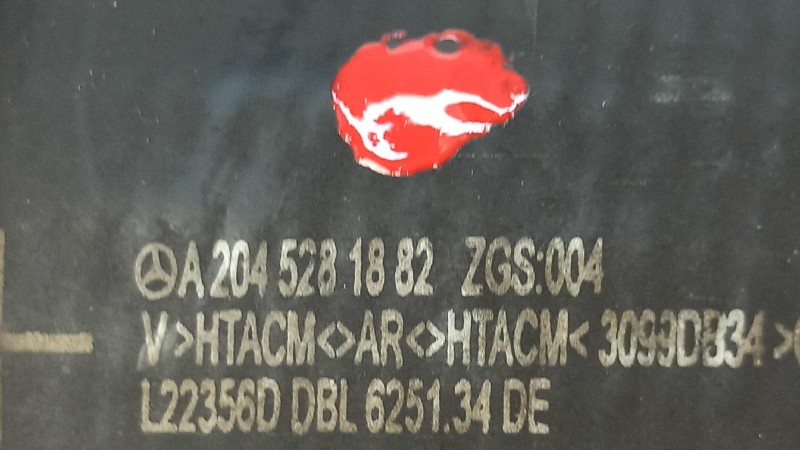 A 204 528 18 82 ZGS:004
V>HTACM<>AR<>HTACM<3099DB34>
L22356D DBL 6251.34 DE